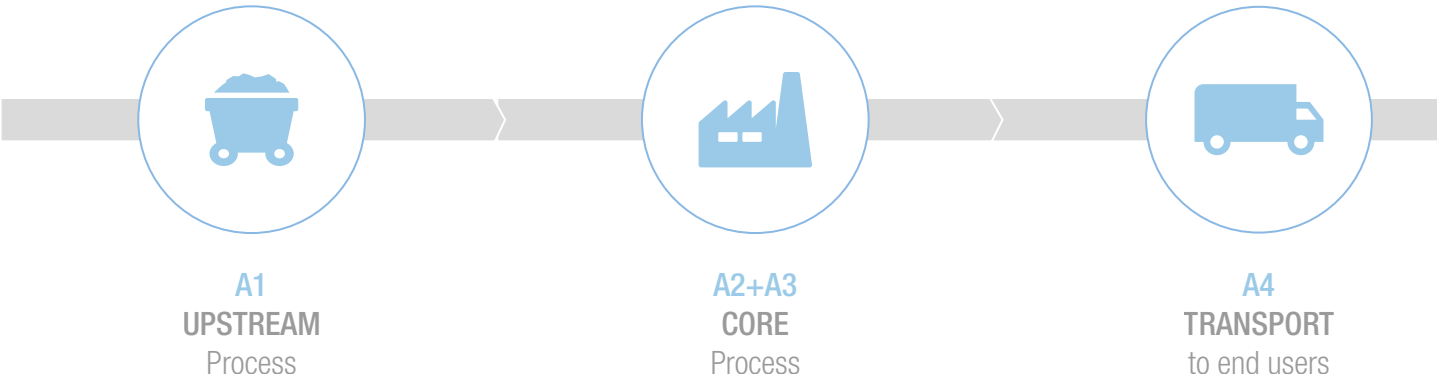 A1
UPSTREAM
Process
A2+A3
CORE
Process
A4
TRANSPORT
to end users